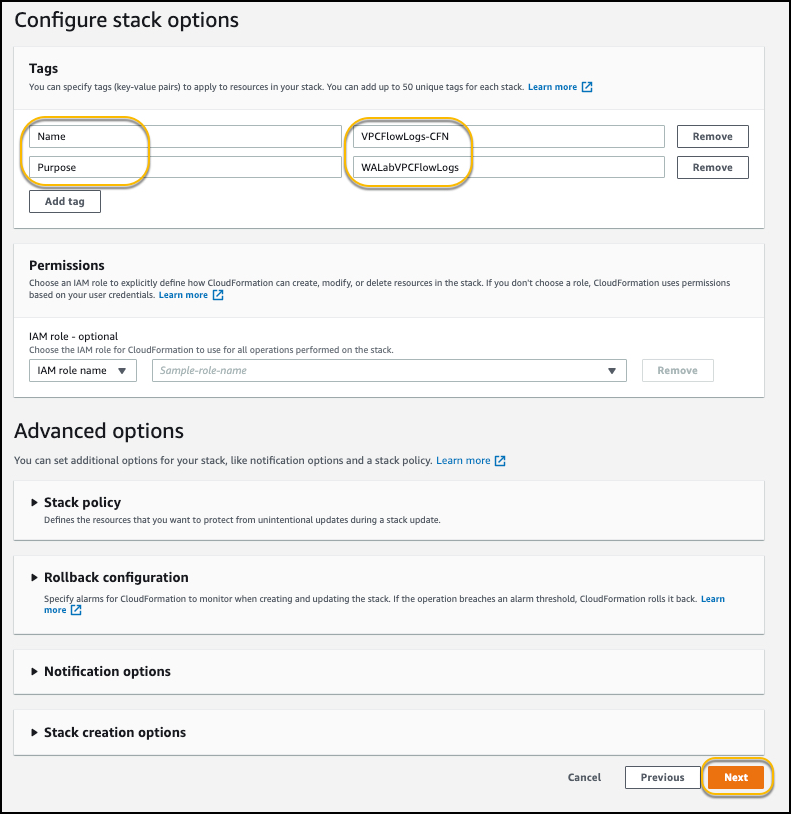 Configure stack options
Tags
You can specify tags (key-value pairs) to apply to resources in your stack. You can add up to 50 unique tags for each stack. Learn more
Name VPCFlowLogs-CFN Remove
Purpose WALabVPCFlowLogs Remove
Add tag
Permissions
Choose an IAM role to explicitly define how CloudFormation can create, modify, or delete resources in the stack. If you don't choose a role, CloudFormation uses permissions
based on your user credentials. Learn more
IAM role - optional
Choose the IAM role for CloudFormation to use for all operations performed on the stack.
IAM role name Sample-role-name Remove
Advanced options
You can set additional options for your stack, like notification options and a stack policy. Learn more
Stack policy
Defines the resources that you want to protect from unintentional updates during a stack update.
Rollback configuration
Specify alarms for CloudFormation to monitor when creating and updating the stack. If the operation breaches an alarm threshold, CloudFormation rolls it back. Learn
more
Notification options
Stack creation options
Cancel Previous Next